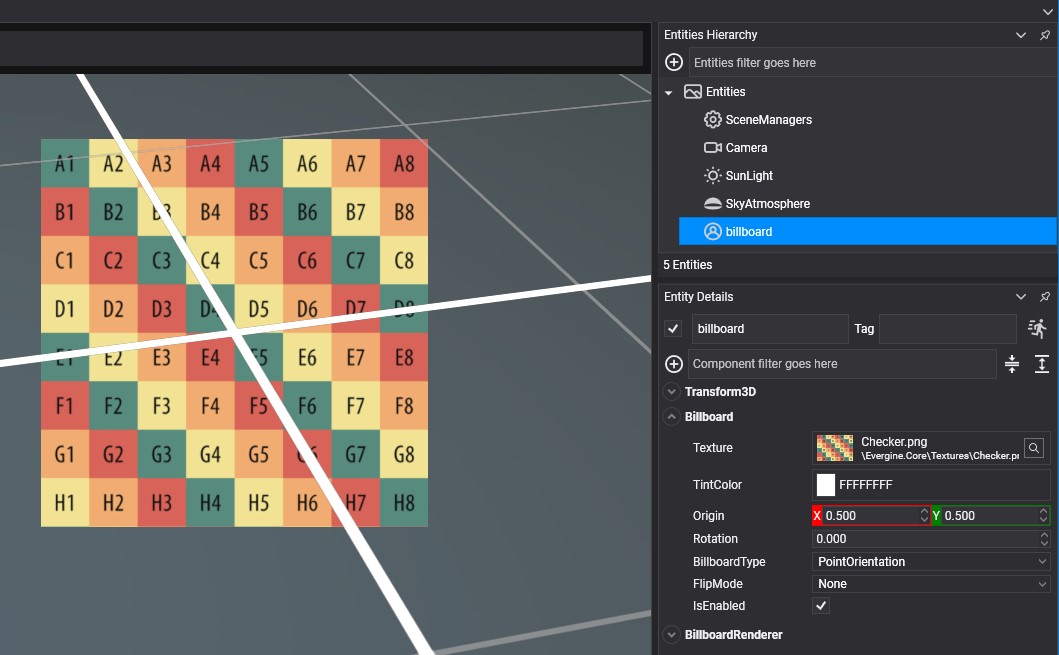 Entities Hierarchy
Entities filter goes here
Entities
SceneManagers
Camera
SunLight
SkyAtmosphere
billboard
5 Entities
Entity Details
billboard Tag
Component filter goes here
Transform3D
Billboard
Texture Checker.png
\Evergine.Core\Textures\Checker.pr
TintColor FFFFFFFF
Origin X 0.500 Y 0.500
Rotation 0.000
BillboardType PointOrientation
FlipMode None
IsEnabled
BillboardRenderer
A1 A2 A3 A4 A5 A6 A7 A8
B1 B2 B3 B4 B5 B6 B7 B8
C1 C2 C3 C4 C5 C6 C7 C8
D1 D2 D3 D4 D5 D6 D7 D8
E1 E2 E3 E4 E5 E6 E7 E8
F1 F2 F3 F4 F5 F6 F7 F8
G1 G2 G3 G4 G5 G6 G7 G8
H1 H2 H3 H4 H5 H6 H7 H8